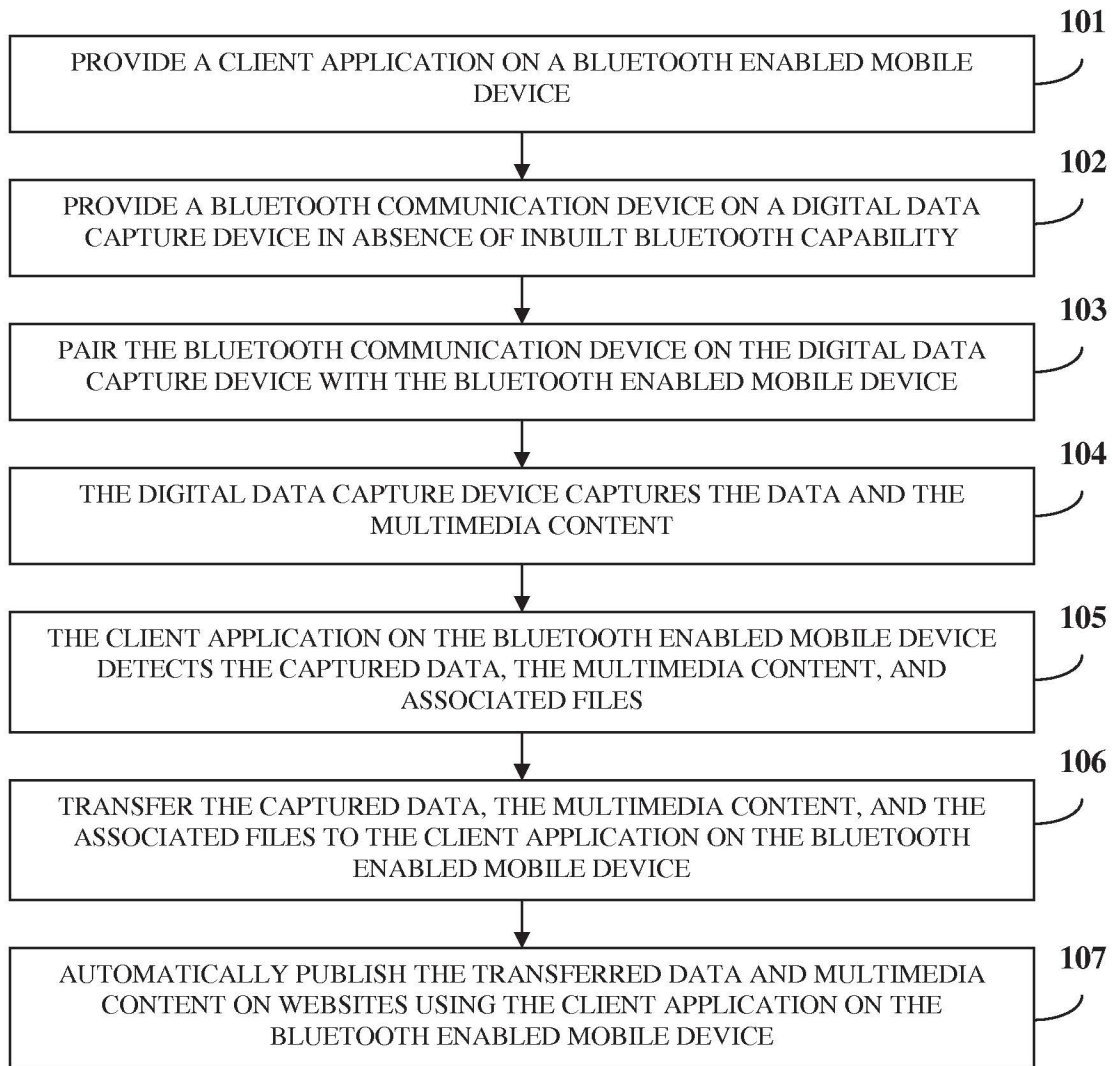 101
PROVIDE A CLIENT APPLICATION ON A BLUETOOTH ENABLED MOBILE
DEVICE
102
PROVIDE A BLUETOOTH COMMUNICATION DEVICE ON A DIGITAL DATA
CAPTURE DEVICE IN ABSENCE OF INBUILT BLUETOOTH CAPABILITY
103
PAIR THE BLUETOOTH COMMUNICATION DEVICE ON THE DIGITAL DATA
CAPTURE DEVICE WITH THE BLUETOOTH ENABLED MOBILE DEVICE
104
THE DIGITAL DATA CAPTURE DEVICE CAPTURES THE DATA AND THE
MULTIMEDIA CONTENT
105
THE CLIENT APPLICATION ON THE BLUETOOTH ENABLED MOBILE DEVICE
DETECTS THE CAPTURED DATA, THE MULTIMEDIA CONTENT, AND
ASSOCIATED FILES
106
TRANSFER THE CAPTURED DATA, THE MULTIMEDIA CONTENT, AND THE
ASSOCIATED FILES TO THE CLIENT APPLICATION ON THE BLUETOOTH
ENABLED MOBILE DEVICE
107
AUTOMATICALLY PUBLISH THE TRANSFERRED DATA AND MULTIMEDIA
CONTENT ON WEBSITES USING THE CLIENT APPLICATION ON THE
BLUETOOTH ENABLED MOBILE DEVICE